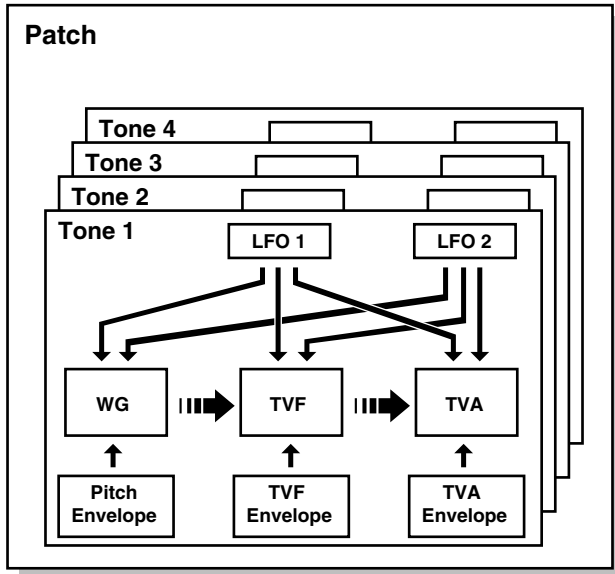 Patch
Tone 4
Tone 3
Tone 2
Tone 1
LFO 1
LFO 2
WG
TVF
TVA
Pitch
Envelope
TVF
Envelope
TVA
Envelope